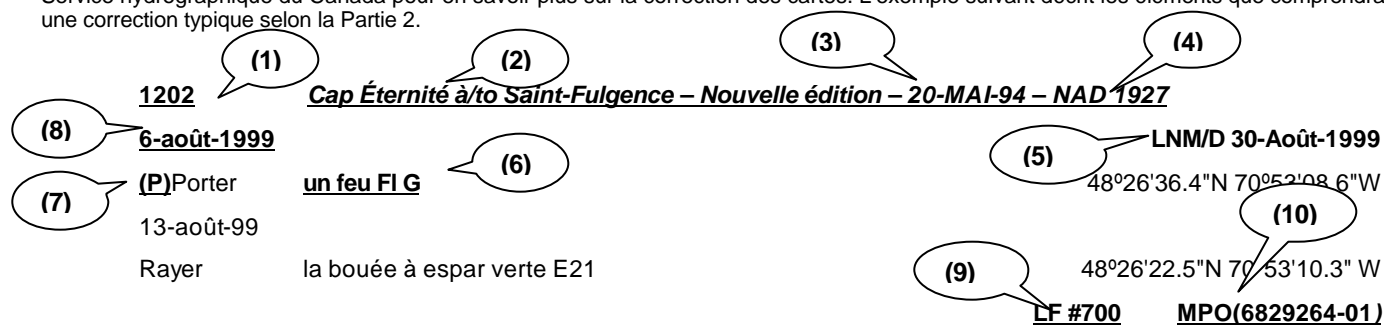 Service hydrographique du Canada pour en savoir plus sur la correction des cartes. L'exemple suivant décrit les éléments que comprendra
une correction typique selon la Partie 2.
(1) (2) (3) (4)
1202 Cap Éternité à/to Saint-Fulgence – Nouvelle édition – 20-MAI-94 – NAD 1927
(8) 6-août-1999 (5) LNM/D 30-Août-1999
(7) (P)Porter un feu Fl G (6) 48º26'36.4"N 70º53'08.6"W
13-août-99 (10)
Rayer la bouée à espar verte E21 (9) 48º26'22.5"N 70º53'10.3" W
LF #700 MPO(6829264-01)